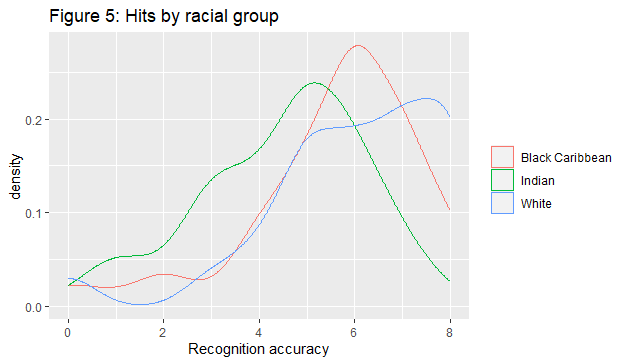 Figure 5: Hits by racial group
density
0.2
0.1
0.0
0
2
4
6
8
Recognition accuracy
Black Caribbean
Indian
White